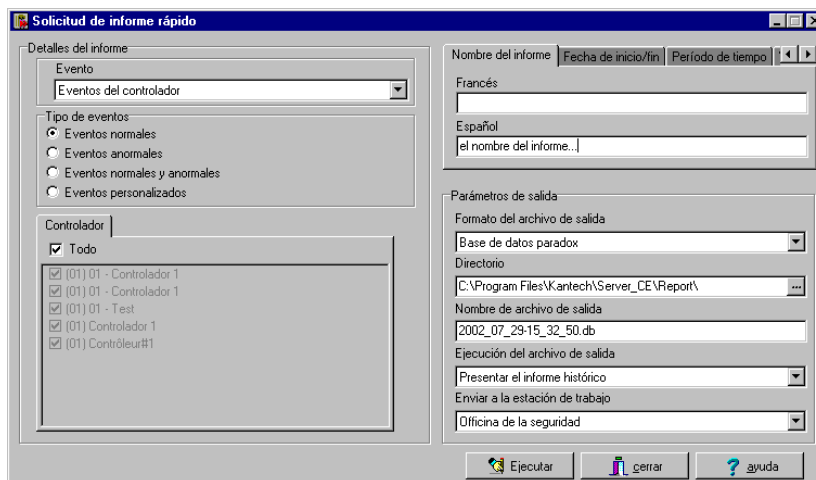 Solicitud de informe rápido
Detalles del informe
Evento
Eventos del controlador
Tipo de eventos
Eventos normales
Eventos anormales
Eventos normales y anormales
Eventos personalizados
Controlador
Todo
(01) 01 - Controlador 1
(01) 01 - Controlador 1
(01) 01 - Test
(01) Controlador 1
(01) Contrôleur#1
Nombre del informe Fecha de inicio/fin Período de tiempo
Francés
Español
el nombre del informe...
Parámetros de salida
Formato del archivo de salida
Base de datos paradox
Directorio
C:\Program Files\Kantech\Server_CE\Report\
...
Nombre de archivo de salida
2002_07_29-15_32_50.db
Ejecución del archivo de salida
Presentar el informe histórico
Enviar a la estación de trabajo
Officina de la seguridad
Ejecutar cerrar ayuda